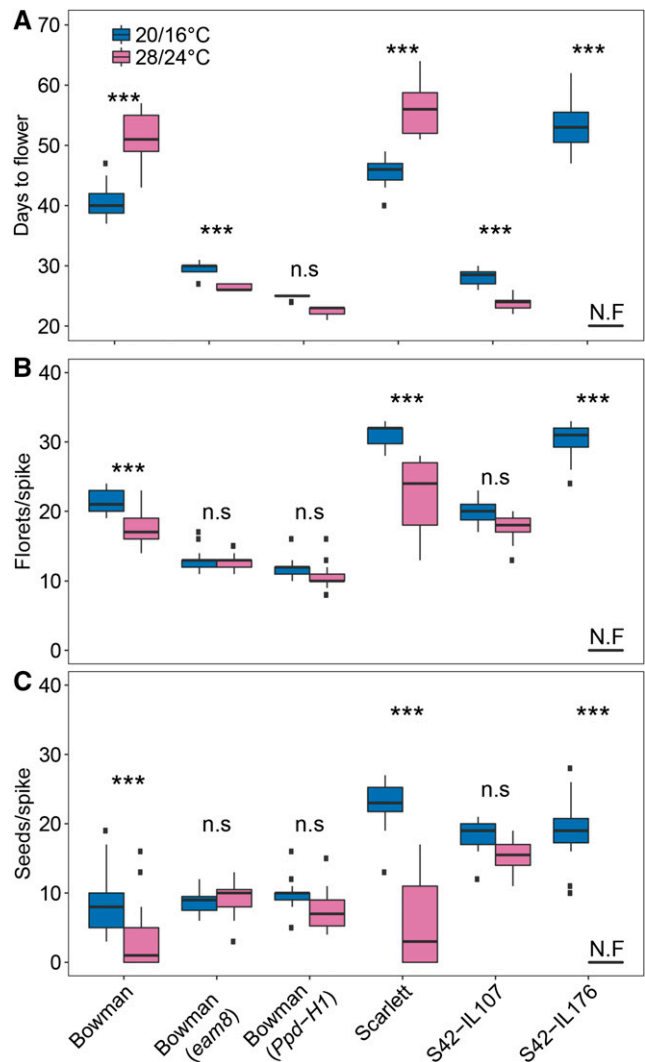 A
20/16°C
28/24°C
70
60
50
40
30
20
Days to flower
***
***
n.s
***
***
***
N.F
B
40
30
20
10
0
Florets/spike
***
n.s
n.s
***
n.s
***
N.F
C
40
30
20
10
0
Seeds/spike
***
n.s
n.s
***
n.s
***
N.F
Bowman
Bowman
(eam8)
Bowman
(Ppd−H1)
Scarlett
S42−IL107
S42−IL176